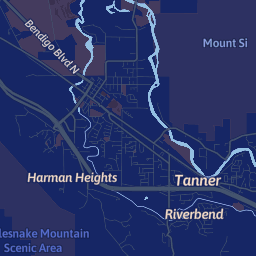 Bendigo Blvd N
Mount Si
Harman Heights
Tanner
Riverbend
lesnake Mountain
Scenic Area